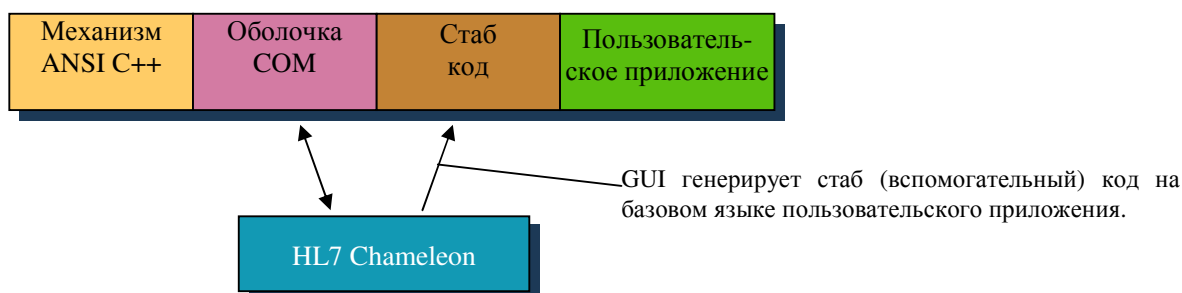 Механизм
ANSI C++
Оболочка
COM
Стаб
код
Пользователь-
ское приложение
GUI генерирует стаб (вспомогательный) код на
базовом языке пользовательского приложения.
HL7 Chameleon